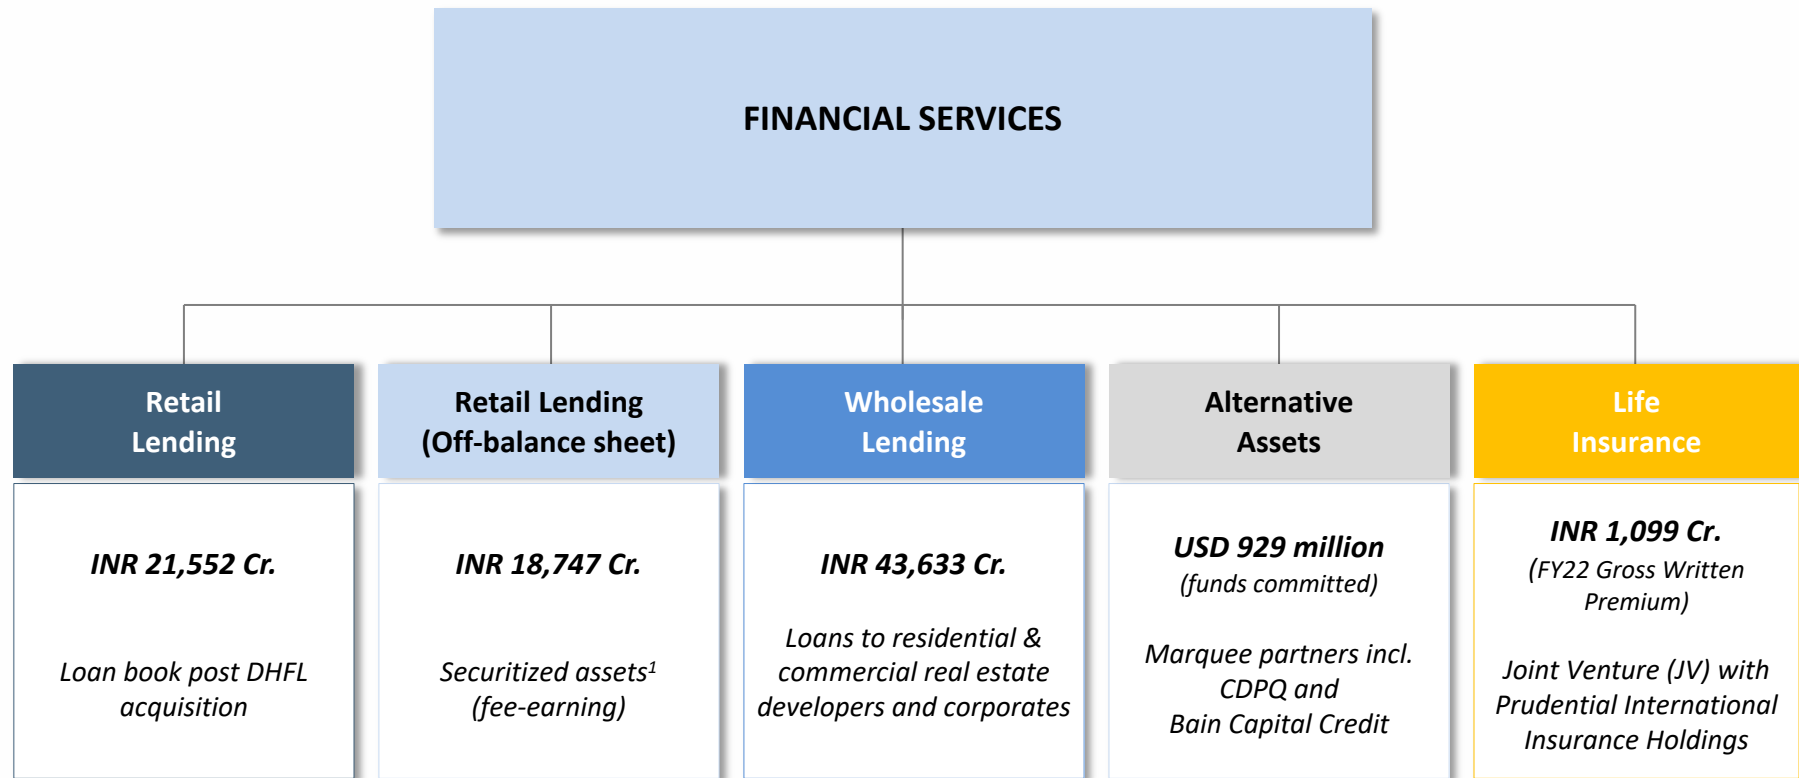 FINANCIAL SERVICES
Retail
Lending
INR 21,552 Cr.
Loan book post DHFL
acquisition
Retail Lending
(Off-balance sheet)
INR 18,747 Cr.
Securitized assets1
(fee-earning)
Wholesale
Lending
INR 43,633 Cr.
Loans to residential &
commercial real estate
developers and corporates
Alternative
Assets
USD 929 million
(funds committed)
Marquee partners incl.
CDPQ and
Bain Capital Credit
Life
Insurance
INR 1,099 Cr.
(FY22 Gross Written
Premium)
Joint Venture (JV) with
Prudential International
Insurance Holdings